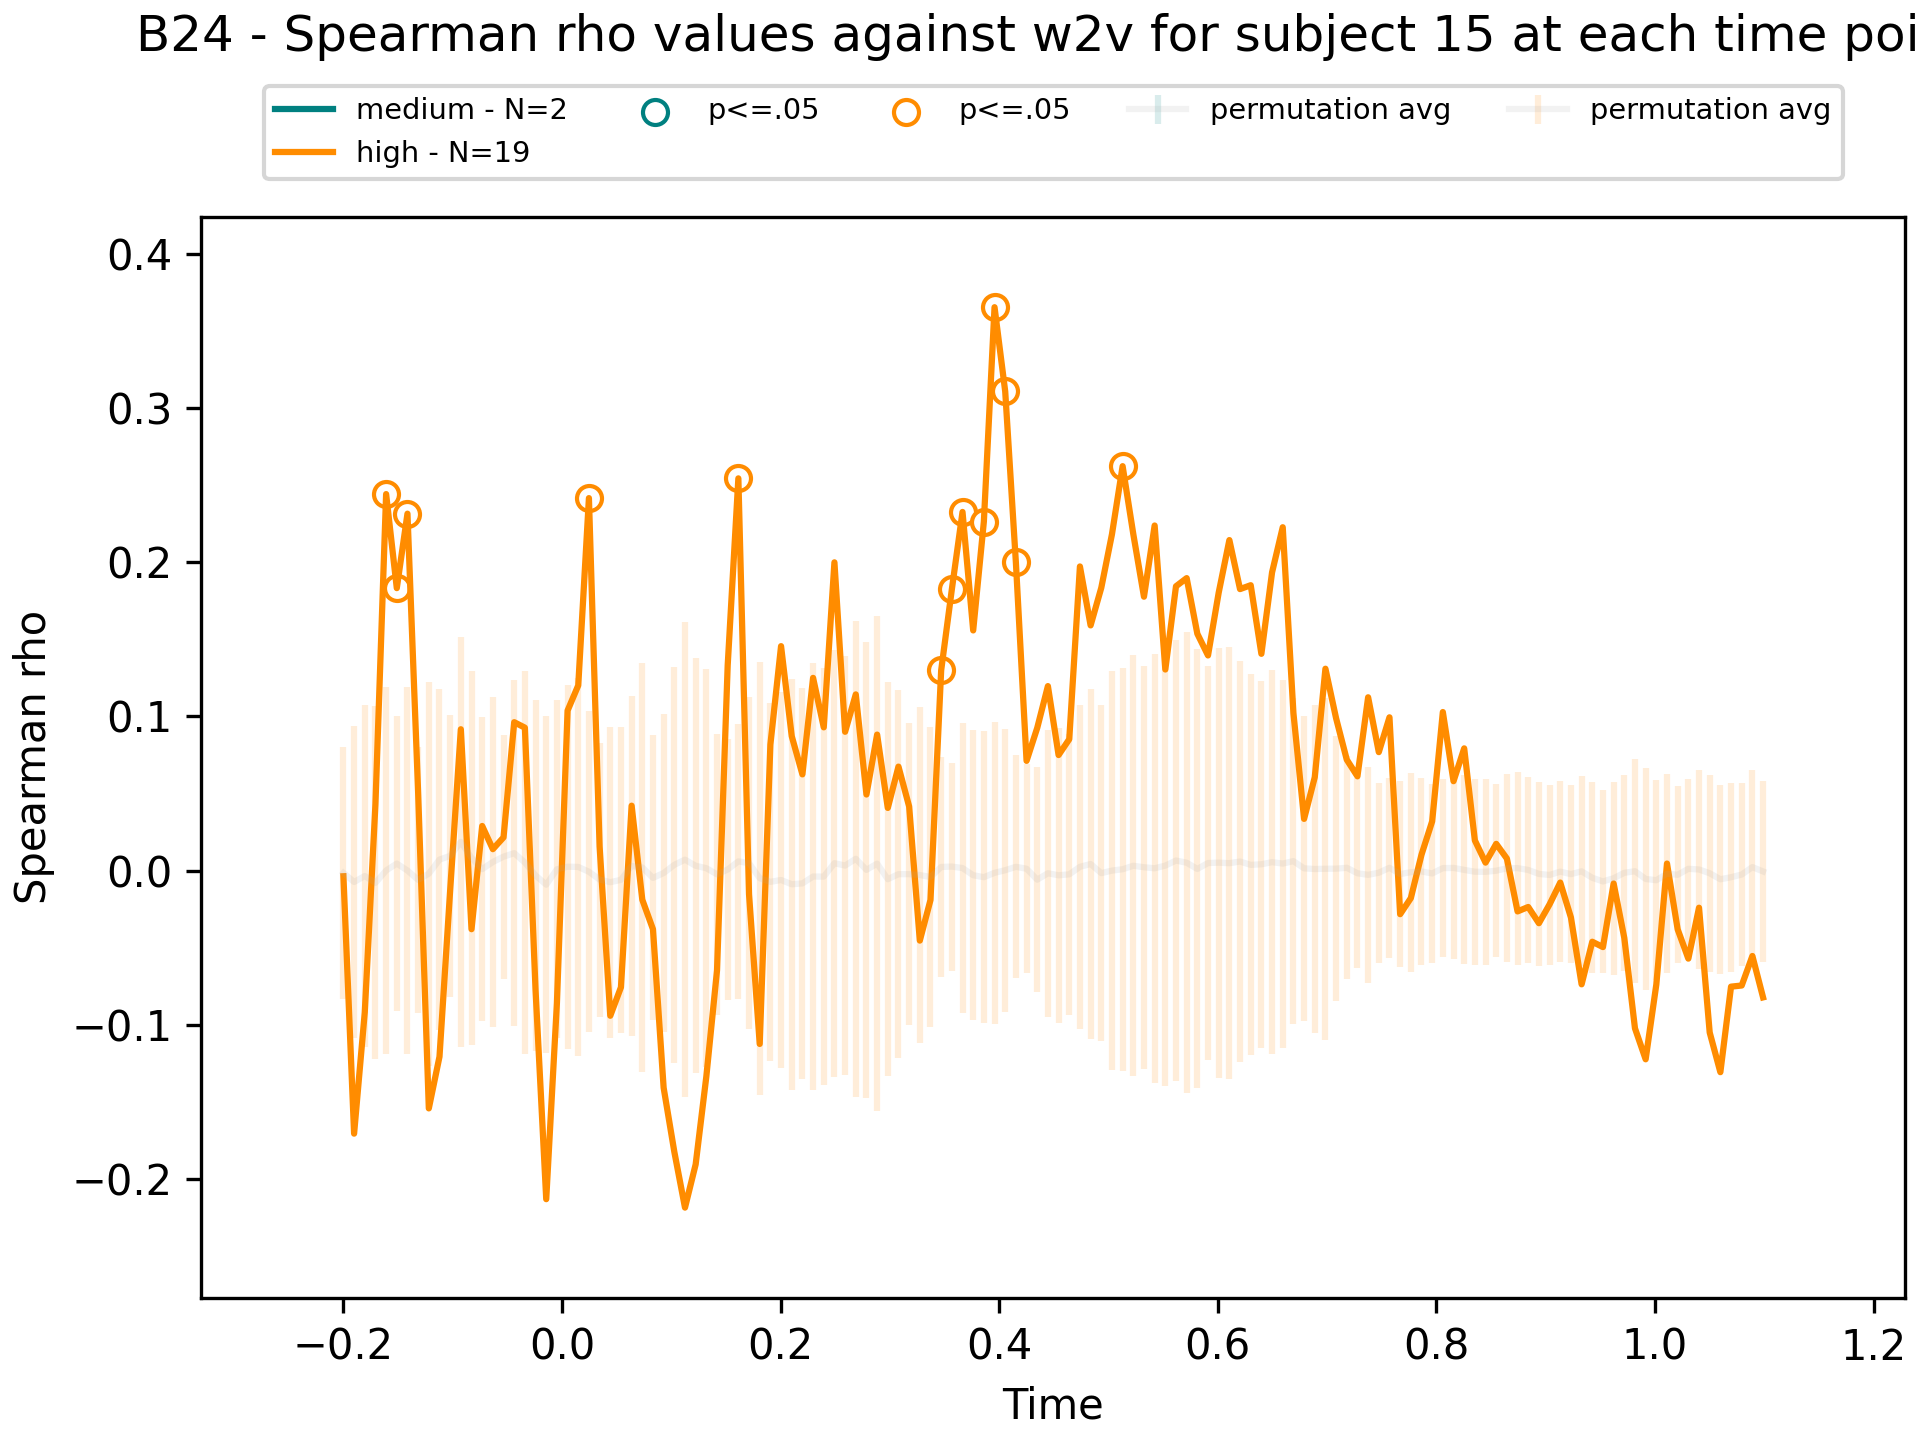 B24 - Spearman rho values against w2v for subject 15 at each time poi
medium - N=2 p<=.05 p<=.05 permutation avg permutation avg
high - N=19
0.4
0.3
0.2
0.1
0.0
−0.1
−0.2
Spearman rho
−0.2 0.0 0.2 0.4 0.6 0.8 1.0 1.2
Time